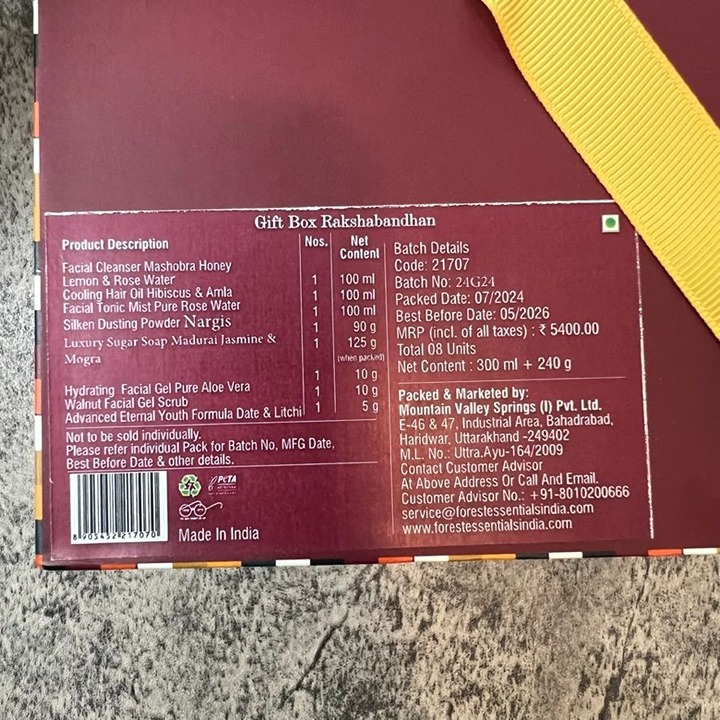 Gift Box Rakshabandhan
Product Description Nos. Net Content
Facial Cleanser Mashobra Honey
Lemon & Rose Water 1 100 ml
Cooling Hair Oil Hibiscus & Amla 1 100 ml
Facial Tonic Mist Pure Rose Water 1 100 ml
Silken Dusting Powder Nargis 1 90 g
Luxury Sugar Soap Madurai Jasmine & 1 125 g
Mogra (when packed)
Hydrating Facial Gel Pure Aloe Vera 1 10 g
Walnut Facial Gel Scrub 1 10 g
Advanced Eternal Youth Formula Date & Litchi 1 5 g
Not to be sold individually.
Please refer individual Pack for Batch No, MFG Date,
Best Before Date & other details.
8 905432 217070
PETA
Made In India
Batch Details
Code: 21707
Batch No: 24G24
Packed Date: 07/2024
Best Before Date: 05/2026
MRP (incl. of all taxes) : ₹ 5400.00
Total 08 Units
Net Content : 300 ml + 240 g
Packed & Marketed by:
Mountain Valley Springs (I) Pvt. Ltd.
E-46 & 47, Industrial Area, Bahadrabad,
Haridwar, Uttarakhand -249402
M.L. No.: Uttra.Ayu-164/2009
Contact Customer Advisor
At Above Address Or Call And Email.
Customer Advisor No.: +91-8010200666
service@forestessentialsindia.com
www.forestessentialsindia.com